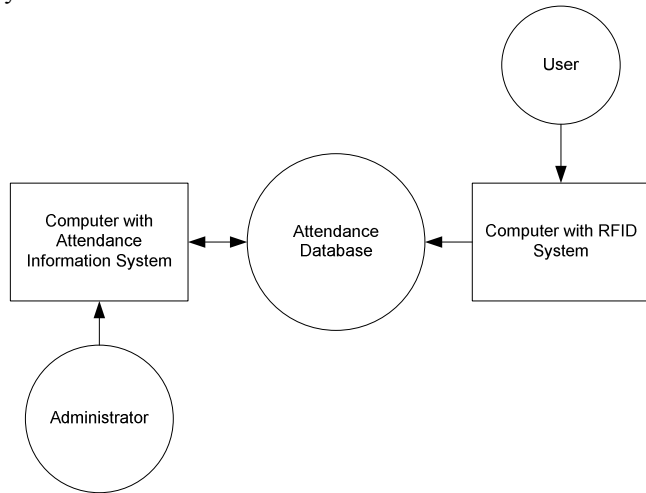 User
Computer with
Attendance
Information System
Attendance
Database
Computer with RFID
System
Administrator